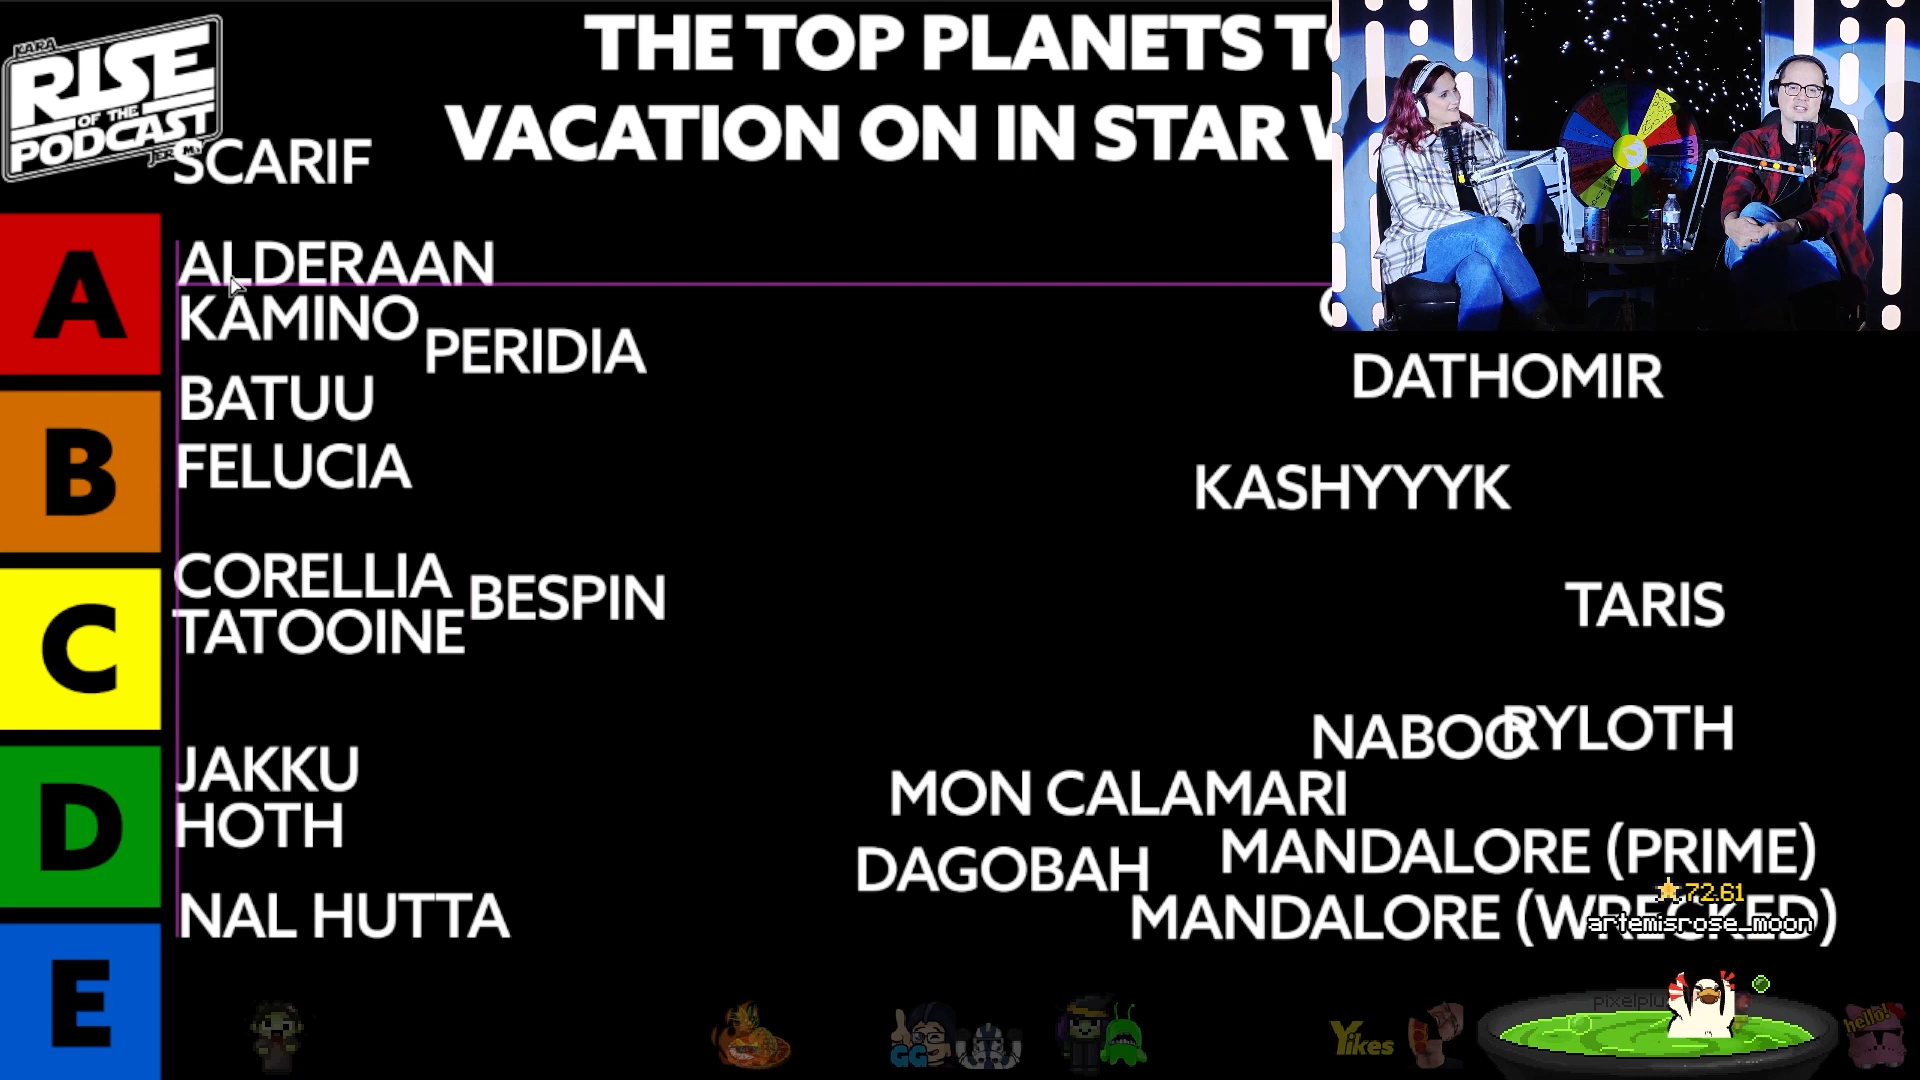 KARA
RISE
OF THE
PODCAST
THE TOP PLANETS
VACATION ON IN STAR
SCARIF
A
ALDERAAN
KAMINO
PERIDIA
DATHOMIR
BATUU
B
FELUCIA
KASHYYYK
CORELLIA
BESPIN
TARIS
C
TATOOINE
NABOO
RYLOTH
JAKKU
MON CALAMARI
D
HOTH
MANDALORE (PRIME)
DAGOBAH
72.61
NAL HUTTA
MANDALORE (WRECKED)
artemisrose_moon
E
GG
Yikes
hello!